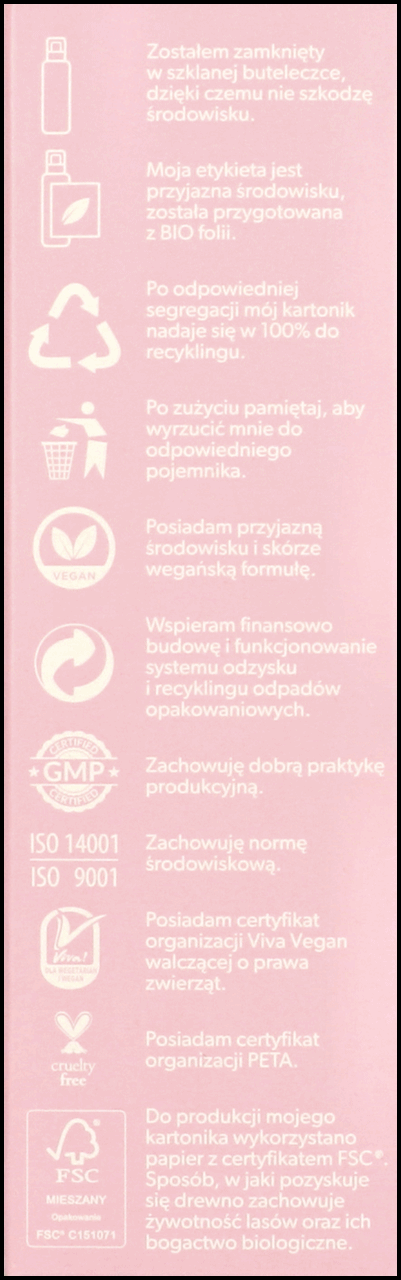 Zostałem zamknięty
w szklanej buteleczce,
dzięki czemu nie szkodzę
środowisku.
Moja etykieta jest
przyjazna środowisku,
została przygotowana
z BIO folii.
Po odpowiedniej
segregacji mój kartonik
nadaje się w 100% do
recyklingu.
Po zużyciu pamiętaj, aby
wyrzucić mnie do
odpowiedniego
pojemnika.
VEGAN
Posiadam przyjazną
środowisku i skórze
wegańską formułę.
Wspieram finansowo
budowę i funkcjonowanie
systemu odzysku
i recyklingu odpadów
opakowaniowych.
CERTIFIED
GMP
CERTIFIED
Zachowuję dobrą praktykę
produkcyjną.
ISO 14001
ISO 9001
Zachowuję normę
środowiskową.
Viva!
DLA WEGETARIAN
I WEGAN
Posiadam certyfikat
organizacji Viva Vegan
walczącej o prawa
zwierząt.
cruelty
free
Posiadam certyfikat
organizacji PETA.
FSC
MIESZANY
Opakowanie
FSC® C151071
Do produkcji mojego
kartonika wykorzystano
papier z certyfikatem FSC®.
Sposób, w jaki pozyskuje
się drewno zachowuje
żywotność lasów oraz ich
bogactwo biologiczne.